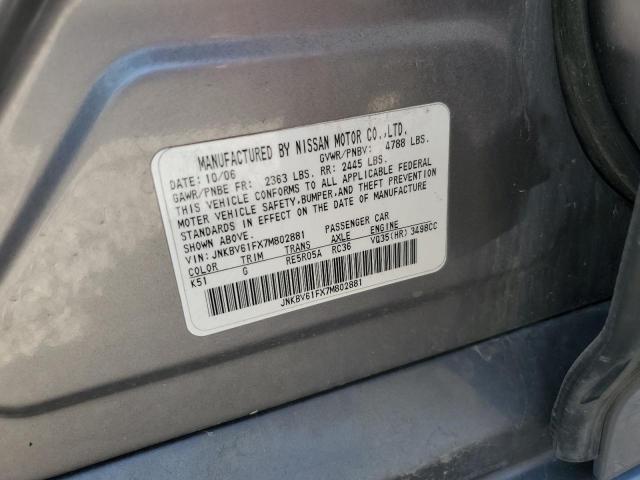 MANUFACTURED BY NISSAN MOTOR CO.,LTD.
DATE: 10/06 GVWR/PNBV: 4788 LBS.
GAWR/PNBE FR: 2363 LBS. RR: 2445 LBS.
THIS VEHICLE CONFORMS TO ALL APPLICABLE FEDERAL
MOTOR VEHICLE SAFETY, BUMPER, AND THEFT PREVENTION
STANDARDS IN EFFECT ON THE DATE OF MANUFACTURE
SHOWN ABOVE.
VIN: JNKBV61FX7M802881 PASSENGER CAR
COLOR TRIM TRANS AXLE ENGINE
K51 G RE5R05A RC36 VQ35(HR) 3498CC
JNKBV61FX7M802881